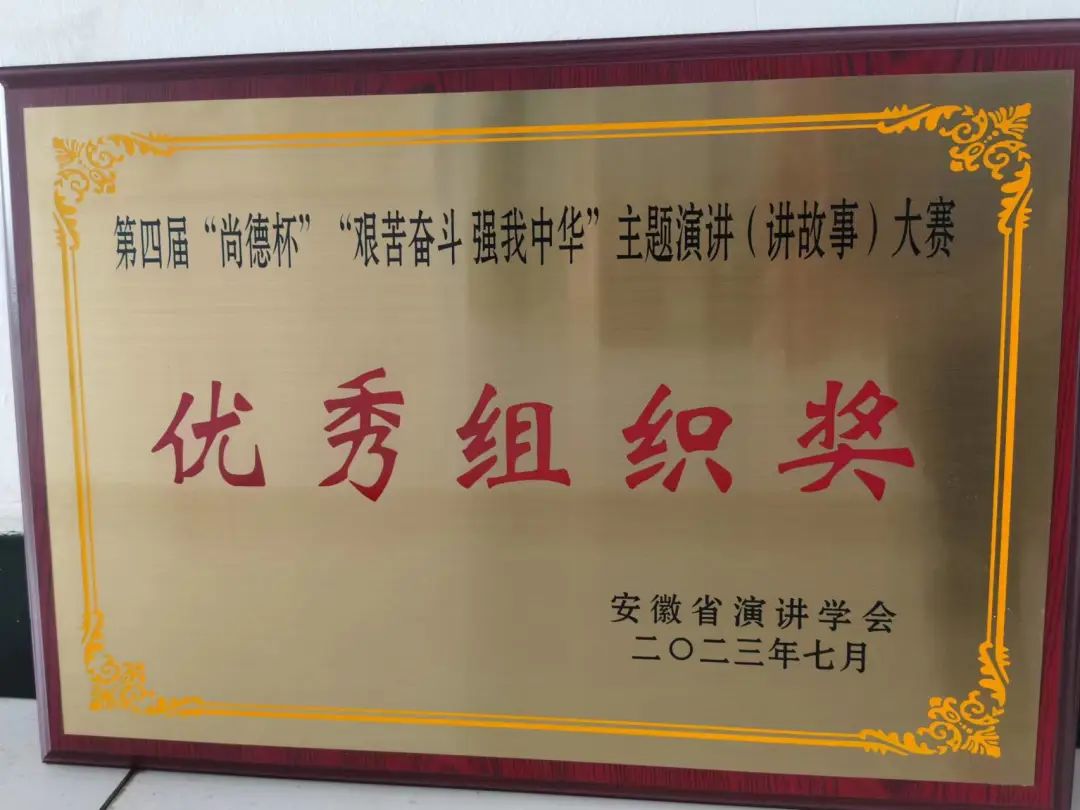 第四届“尚德杯”“艰苦奋斗 强我中华”主题演讲（讲故事）大赛
优秀组织奖
安徽省演讲学会
二〇二三年七月